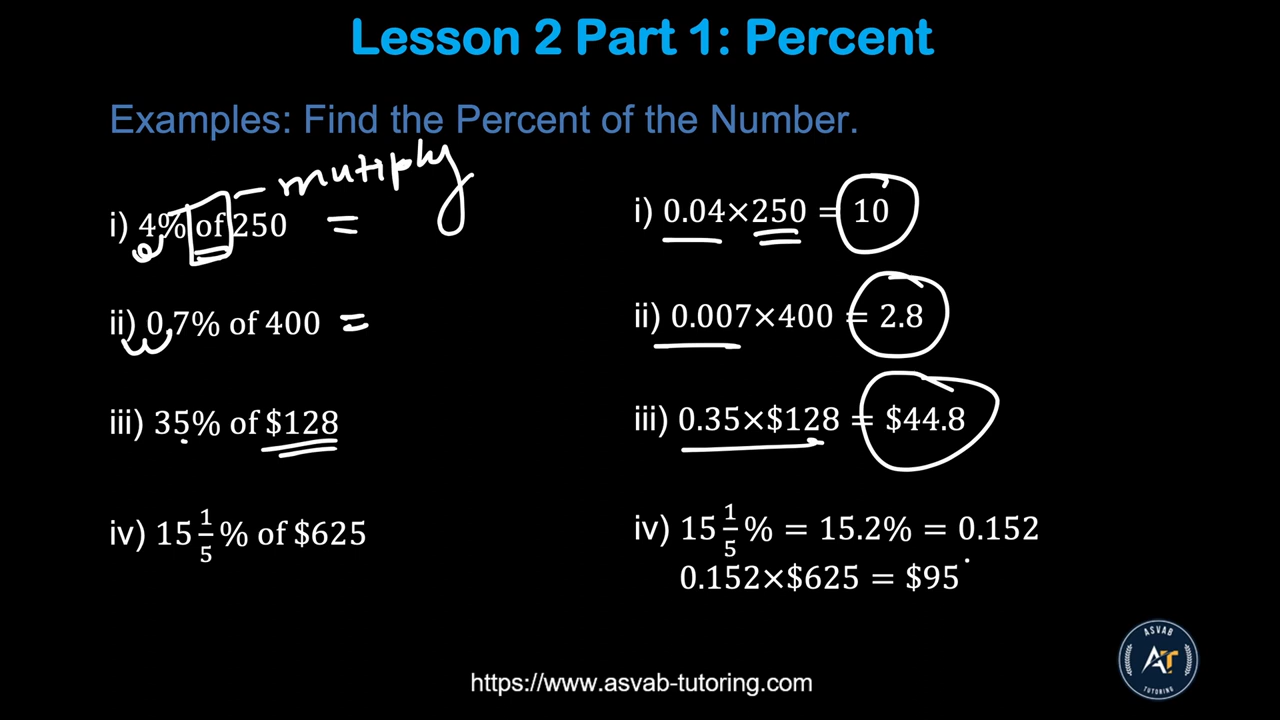 Lesson 2 Part 1: Percent
Examples: Find the Percent of the Number.
mutiply
i) 4% of 250 =
ii) 0.7% of 400 =
iii) 35% of $128
iv) 15 1/5 % of $625
i) 0.04×250 = 10
ii) 0.007×400 = 2.8
iii) 0.35×$128 = $44.8
iv) 15 1/5 % = 15.2% = 0.152
0.152×$625 = $95
https://www.asvab-tutoring.com
ASVAB
AT
TUTORING